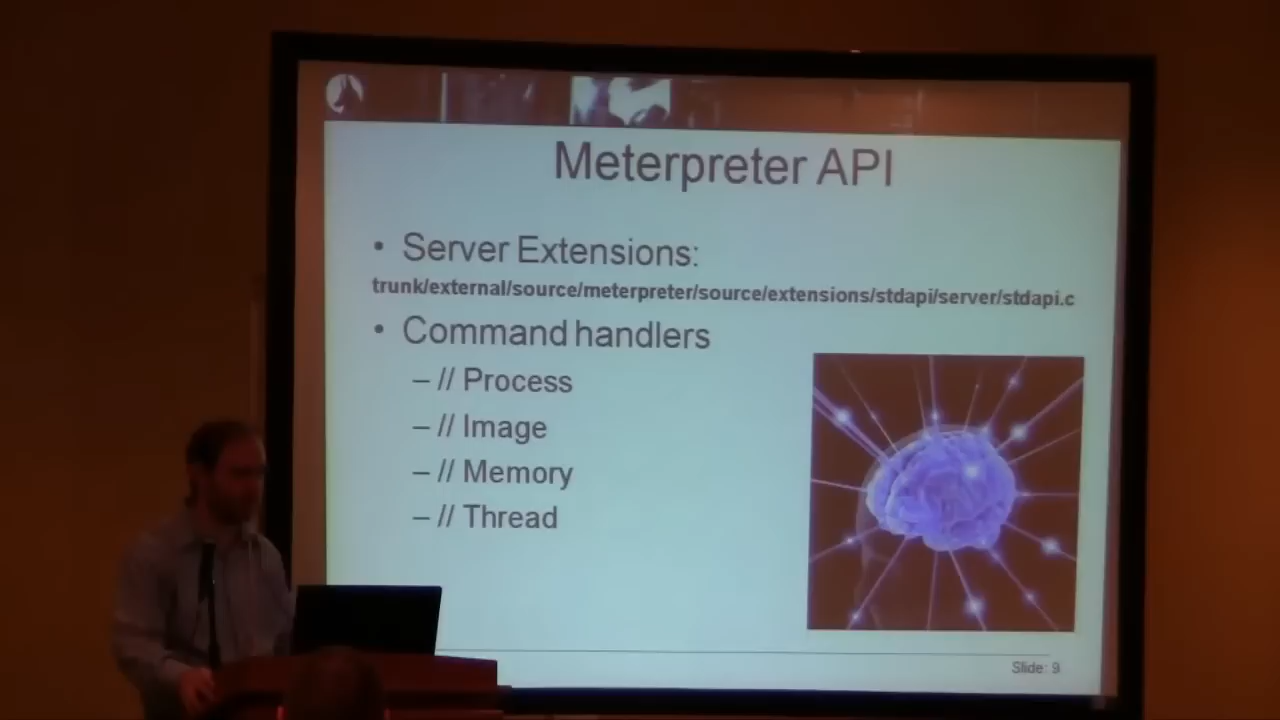 Meterpreter API
• Server Extensions:
trunk/external/source/meterpreter/source/extensions/stdapi/server/stdapi.c
• Command handlers
– // Process
– // Image
– // Memory
– // Thread
Slide: 9